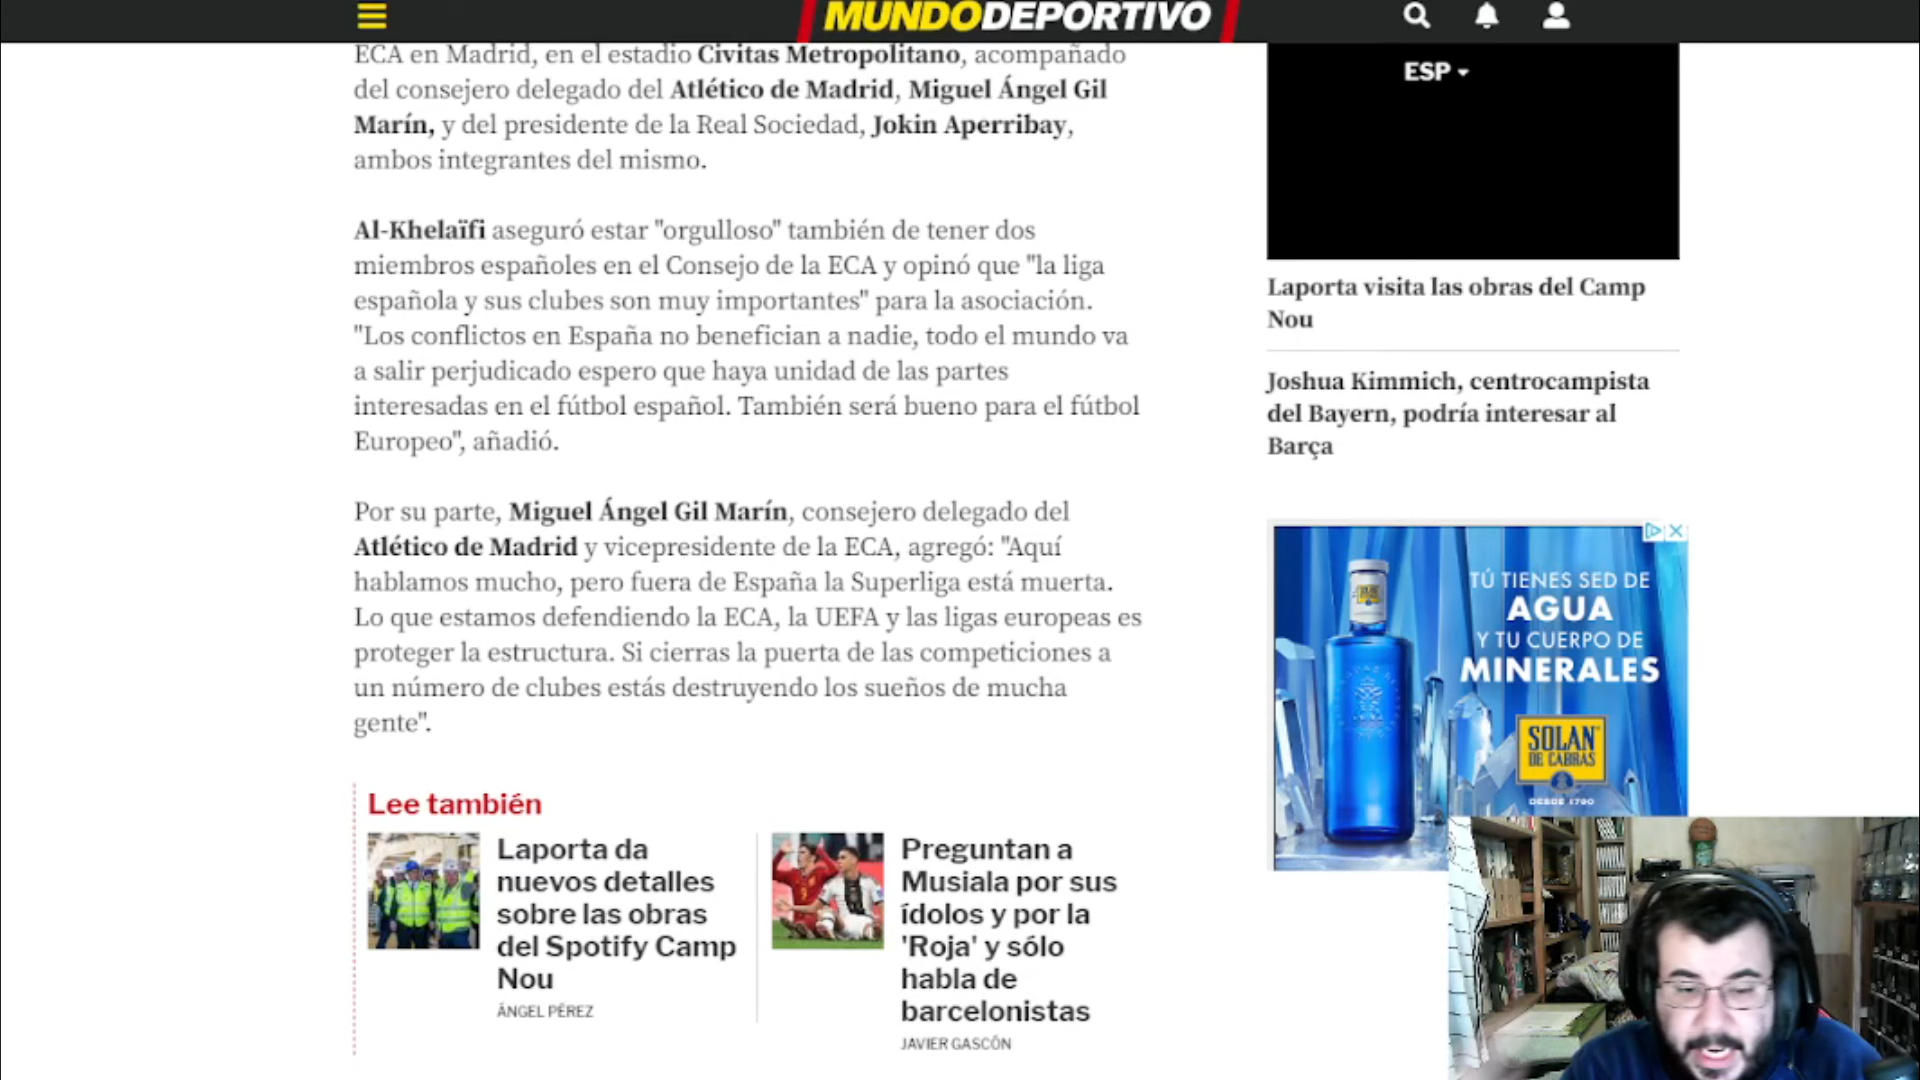 MUNDODEPORTIVO
ECA en Madrid, en el estadio Civitas Metropolitano, acompañado
del consejero delegado del Atlético de Madrid, Miguel Ángel Gil
Marín, y del presidente de la Real Sociedad, Jokin Aperribay,
ambos integrantes del mismo.
Al-Khelaïfi aseguró estar "orgulloso" también de tener dos
miembros españoles en el Consejo de la ECA y opinó que "la liga
española y sus clubes son muy importantes" para la asociación.
"Los conflictos en España no benefician a nadie, todo el mundo va
a salir perjudicado espero que haya unidad de las partes
interesadas en el fútbol español. También será bueno para el fútbol
Europeo", añadió.
Por su parte, Miguel Ángel Gil Marín, consejero delegado del
Atlético de Madrid y vicepresidente de la ECA, agregó: "Aquí
hablamos mucho, pero fuera de España la Superliga está muerta.
Lo que estamos defendiendo la ECA, la UEFA y las ligas europeas es
proteger la estructura. Si cierras la puerta de las competiciones a
un número de clubes estás destruyendo los sueños de mucha
gente".
Lee también
Laporta da
nuevos detalles
sobre las obras
del Spotify Camp
Nou
ÁNGEL PÉREZ
Preguntan a
Musiala por sus
ídolos y por la
'Roja' y sólo
habla de
barcelonistas
JAVIER GASCÓN
ESP
Laporta visita las obras del Camp
Nou
Joshua Kimmich, centrocampista
del Bayern, podría interesar al
Barça
TÚ TIENES SED DE
AGUA
Y TU CUERPO DE
MINERALES
SOLAN
DE CABRAS
DESDE 1790